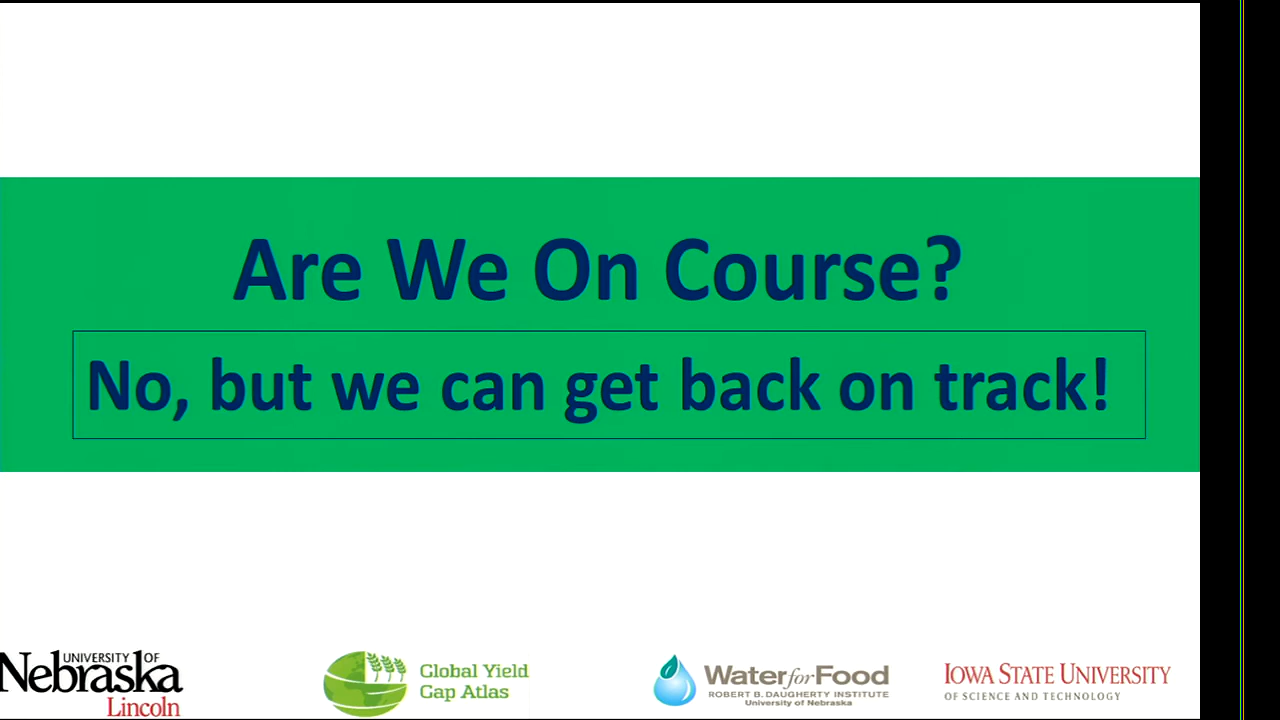 Are We On Course?
No, but we can get back on track!
UNIVERSITY OF
Nebraska
Lincoln
Global Yield
Gap Atlas
Water for Food
ROBERT B. DAUGHERTY INSTITUTE
University of Nebraska
IOWA STATE UNIVERSITY
OF SCIENCE AND TECHNOLOGY